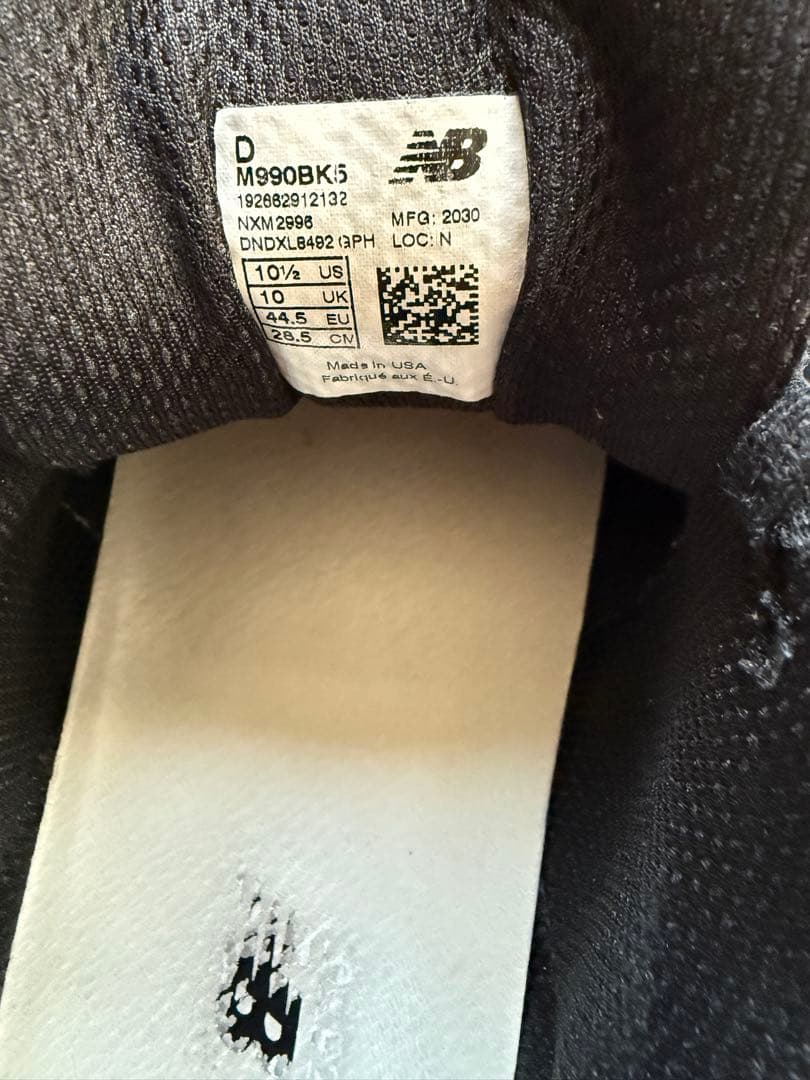 D
M990BK5
192662912132
NXM2996 MFG: 2030
DNDXL8492 GPH LOC: N
10½ US
10 UK
44.5 EU
28.5 CM
Made in USA
Fabriqué aux É.-U.
NB